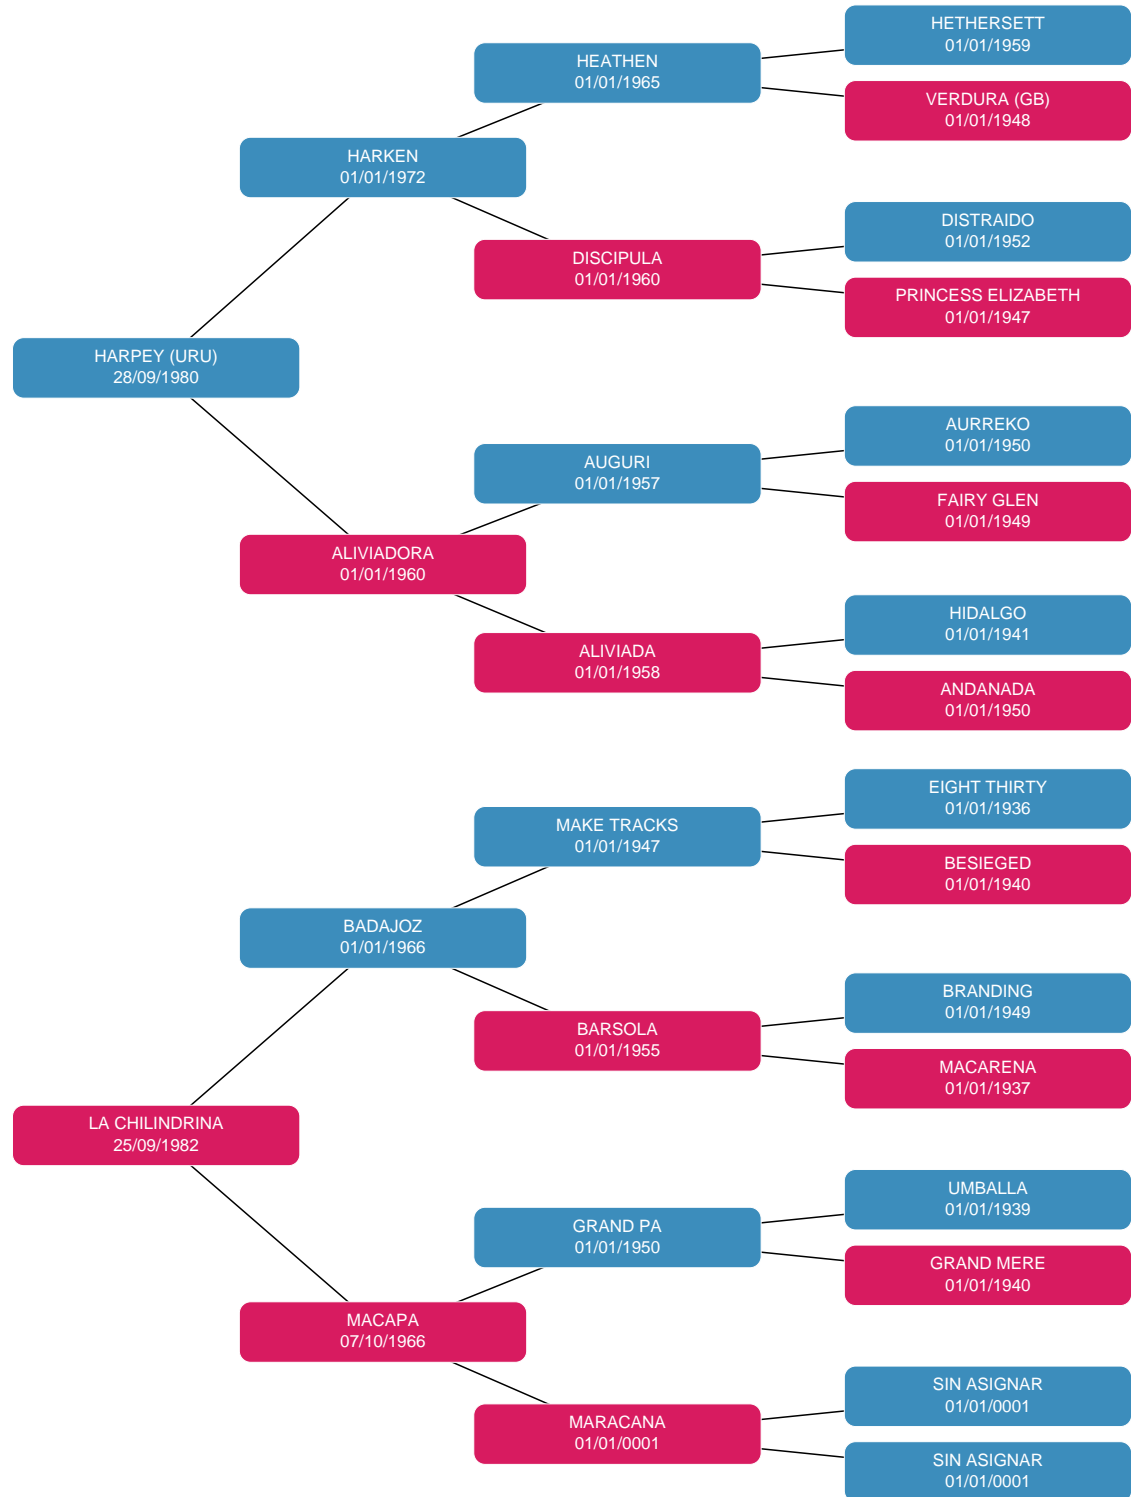 HETHERSETT
01/01/1959
HEATHEN
01/01/1965
VERDURA (GB)
01/01/1948
HARKEN
01/01/1972
DISTRAIDO
01/01/1952
DISCIPULA
01/01/1960
PRINCESS ELIZABETH
01/01/1947
HARPEY (URU)
28/09/1980
AURREKO
01/01/1950
AUGURI
01/01/1957
FAIRY GLEN
01/01/1949
ALIVIADORA
01/01/1960
HIDALGO
01/01/1941
ALIVIADA
01/01/1958
ANDANADA
01/01/1950
EIGHT THIRTY
01/01/1936
MAKE TRACKS
01/01/1947
BESIEGED
01/01/1940
BADAJOZ
01/01/1966
BRANDING
01/01/1949
BARSOLA
01/01/1955
MACARENA
01/01/1937
LA CHILINDRINA
25/09/1982
UMBALLA
01/01/1939
GRAND PA
01/01/1950
GRAND MERE
01/01/1940
MACAPA
07/10/1966
SIN ASIGNAR
01/01/0001
MARACANA
01/01/0001
SIN ASIGNAR
01/01/0001